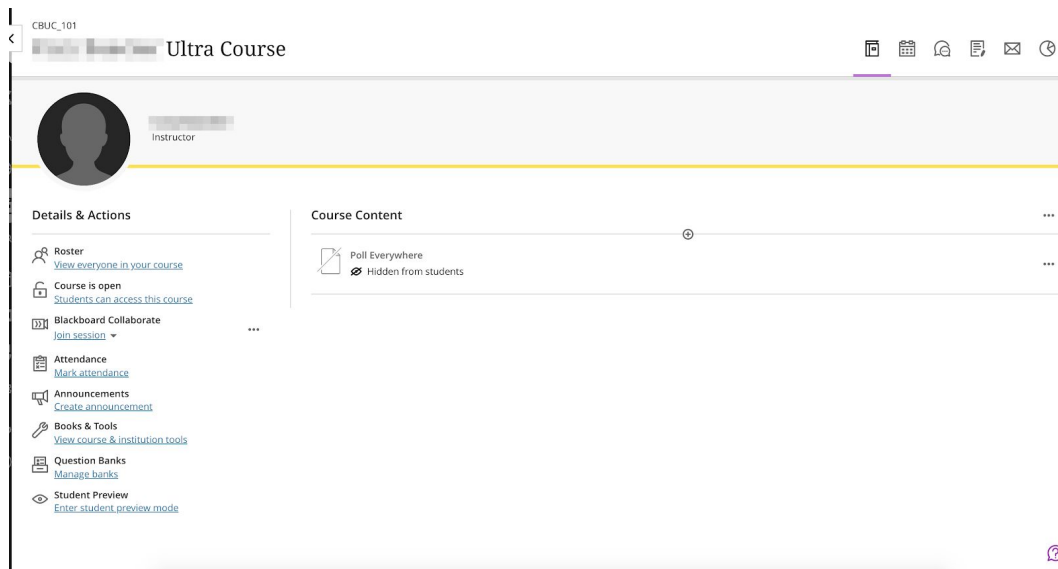 CBUC_101
Ultra Course
Instructor
Details & Actions
Roster
View everyone in your course
Course is open
Students can access this course
Blackboard Collaborate
Join session
Attendance
Mark attendance
Announcements
Create announcement
Books & Tools
View course & institution tools
Question Banks
Manage banks
Student Preview
Enter student preview mode
Course Content
Poll Everywhere
Hidden from students